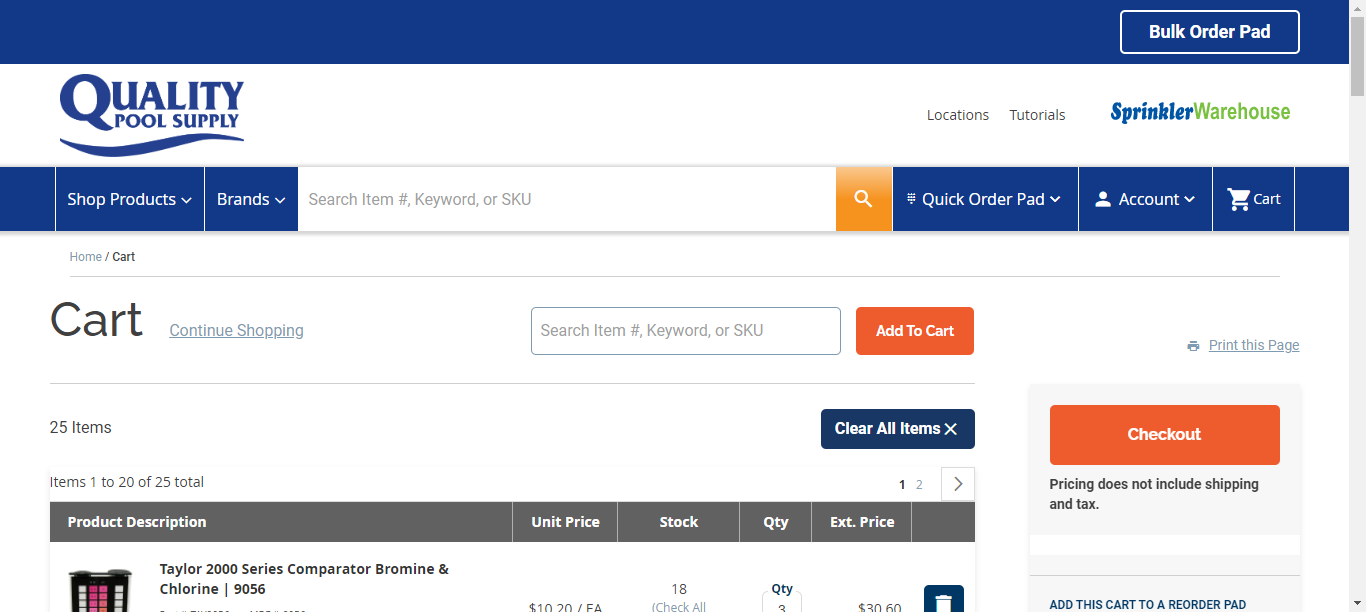 Bulk Order Pad
QUALITY
POOL SUPPLY
Locations
Tutorials
SprinklerWarehouse
Shop Products
Brands
Search Item #, Keyword, or SKU
Quick Order Pad
Account
Cart
Home / Cart
Cart
Continue Shopping
Search Item #, Keyword, or SKU
Add To Cart
Print this Page
25 Items
Clear All Items
Checkout
Pricing does not include shipping
and tax.
Items 1 to 20 of 25 total
1 2
Product Description
Unit Price
Stock
Qty
Ext. Price
Taylor 2000 Series Comparator Bromine &
Chlorine | 9056
$10.20 / EA
18
(Check All
Qty
3
$30.60
ADD THIS CART TO A REORDER PAD